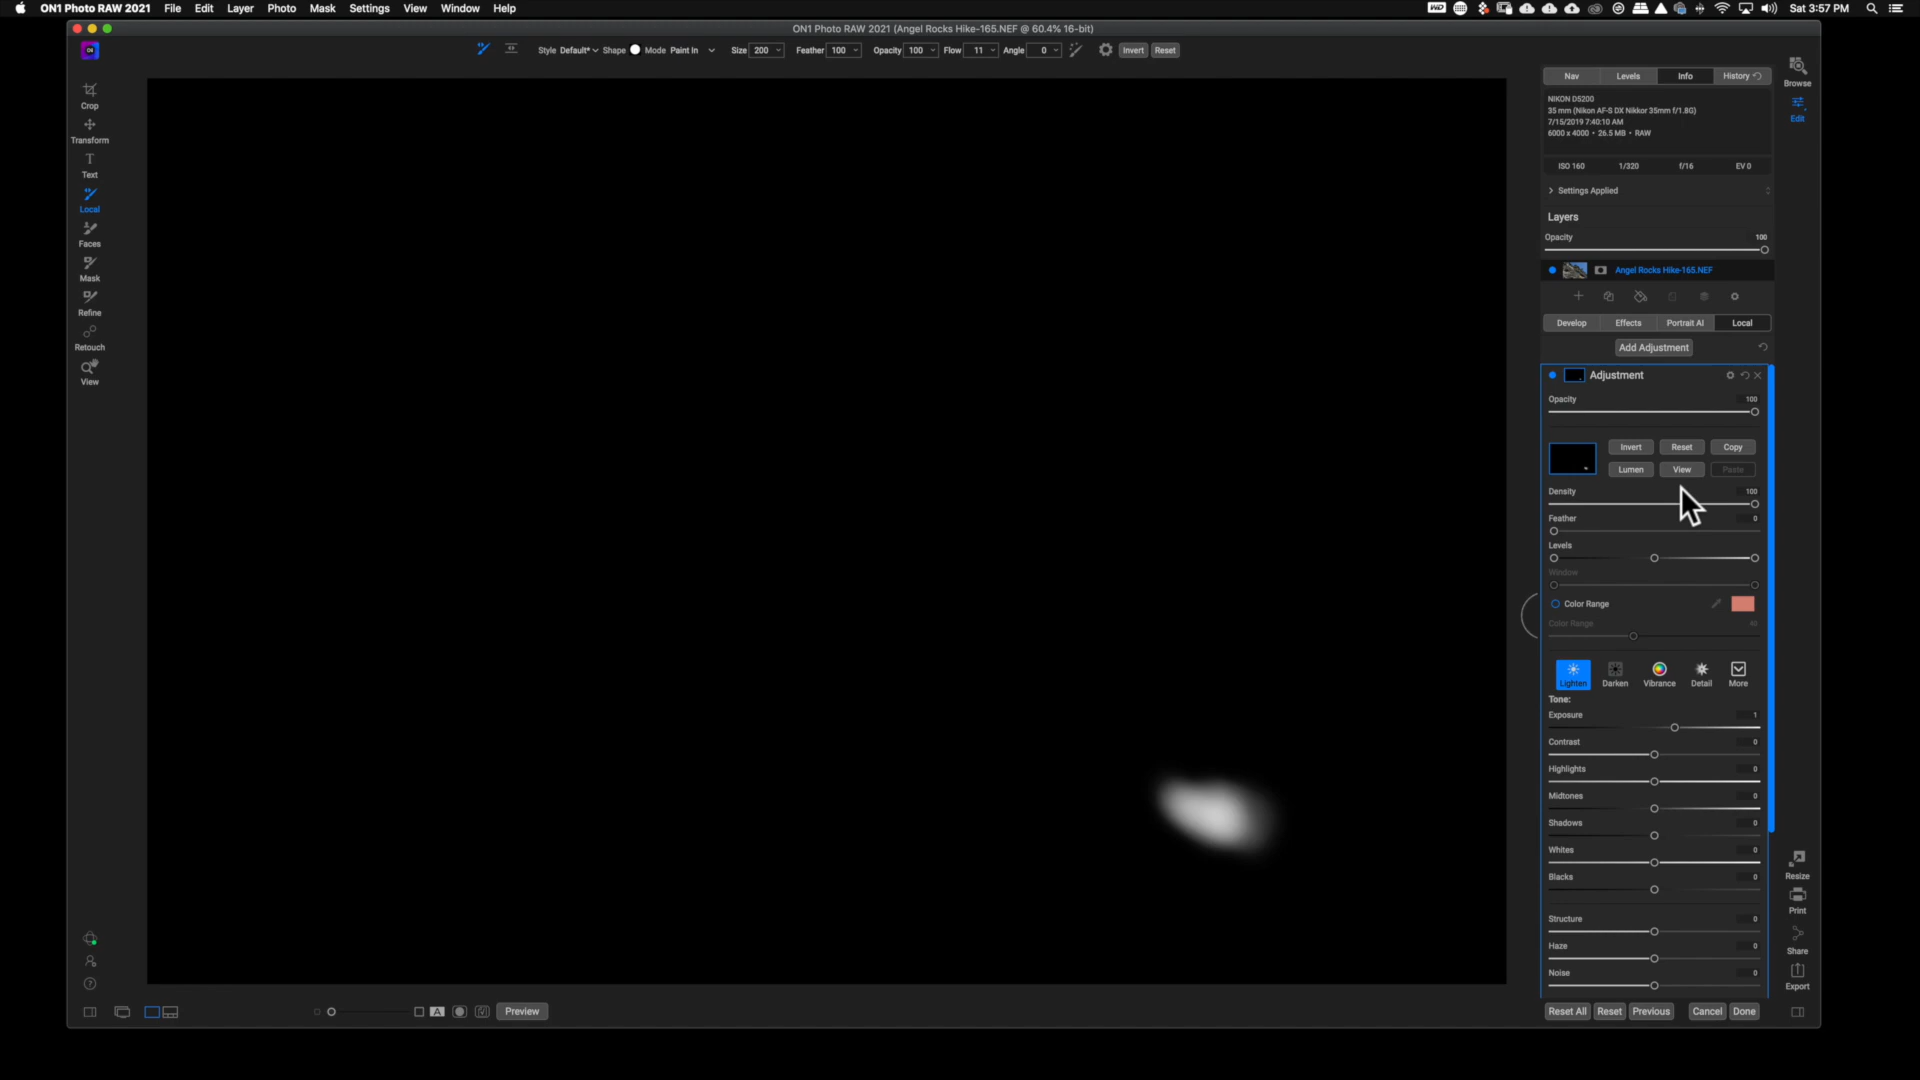 ON1 Photo RAW 2021 File Edit Layer Photo Mask Settings View Window Help
Sat 3:57 PM
ON1 Photo RAW 2021 (Angel Rocks Hike-165.NEF @ 60.4% 16-bit)
Style Default* Shape Mode Paint In Size 200 Feather 100 Opacity 100 Flow 11 Angle 0 Invert Reset
Crop
Transform
Text
Local
Faces
Mask
Refine
Retouch
View
Nav Levels Info History
NIKON D5200
35 mm (Nikon AF-S DX Nikkor 35mm f/1.8G)
7/15/2019 7:40:10 AM
6000 x 4000 • 26.5 MB • RAW
ISO 160 1/320 f/16 EV 0
Settings Applied
Layers
Opacity 100
Angel Rocks Hike-165.NEF
Develop Effects Portrait AI Local
Add Adjustment
Adjustment
Opacity 100
Invert Reset Copy
Lumen View Paste
Density 100
Feather 0
Levels
Window
Color Range
Color Range 40
Lighten Darken Vibrance Detail More
Tone:
Exposure 1
Contrast 0
Highlights 0
Midtones 0
Shadows 0
Whites 0
Blacks 0
Structure 0
Haze 0
Noise 0
Reset All Reset Previous Cancel Done
Browse
Edit
Resize
Print
Share
Export
A Preview